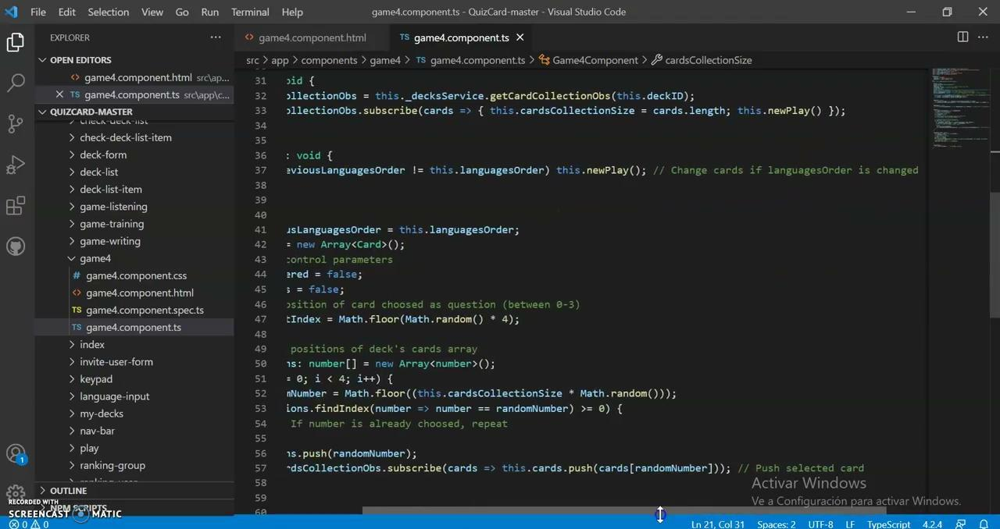 File Edit Selection View Go Run Terminal Help game4.component.ts - QuizCard-master - Visual Studio Code
EXPLORER ··· <> game4.component.html TS game4.component.ts
OPEN EDITORS src > app > components > game4 > TS game4.component.ts > Game4Component > cardsCollectionSize
<> game4.component.html src\ap...
TS game4.component.ts src\app\c...
QUIZCARD-MASTER
check-deck-list
check-deck-list-item
deck-form
deck-list
deck-list-item
game-listening
game-training
game-writing
game4
# game4.component.css
<> game4.component.html
TS game4.component.spec.ts
TS game4.component.ts
index
invite-user-form
keypad
language-input
my-decks
nav-bar
play
ranking-group
ranking-user
OUTLINE
NPM SCRIPTS
31 oid {
32 ollectionObs = this._decksService.getCardCollectionObs(this.deckID);
33 ollectionObs.subscribe(cards => { this.cardsCollectionSize = cards.length; this.newPlay() });
34
35
36 : void {
37 eviousLanguagesOrder != this.languagesOrder) this.newPlay(); // Change cards if languagesOrder is changed
38
39
40
41 usLanguagesOrder = this.languagesOrder;
42 = new Array<Card>();
43 control parameters
44 ered = false;
45 s = false;
46 osition of card choosed as question (between 0-3)
47 tIndex = Math.floor(Math.random() * 4);
48
49 positions of deck's cards array
50 ns: number[] = new Array<number>();
51 = 0; i < 4; i++) {
52 mNumber = Math.floor((this.cardsCollectionSize * Math.random()));
53 ions.findIndex(number => number == randomNumber) >= 0) {
54 If number is already choosed, repeat
55
56 ns.push(randomNumber);
57 rdsCollectionObs.subscribe(cards => this.cards.push(cards[randomNumber])); // Push selected card
58
59
60
Activar Windows
Ve a Configuración para activar Windows.
1
RECORDED WITH
SCREENCAST MATIC
0 0 Ln 21, Col 31 Spaces: 2 UTF-8 LF TypeScript 4.2.4